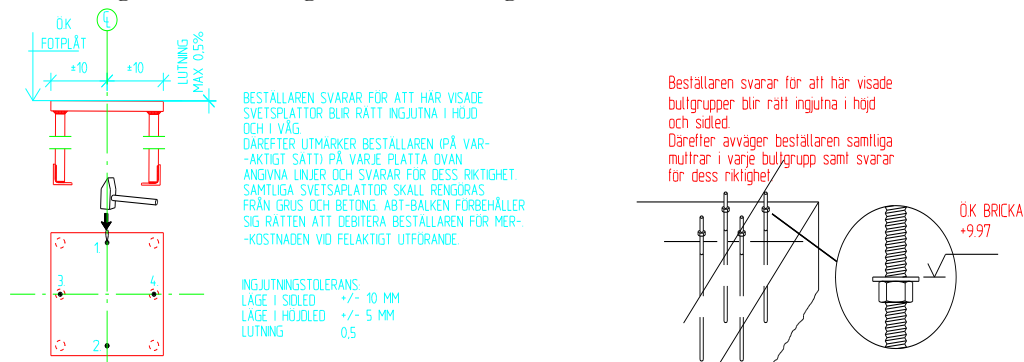 Ö.K
FOTPLÅT
±10
±10
LUTNING
MAX 0.5%
BESTÄLLAREN SVARAR FÖR ATT HÄR VISADE
SVETSPLATTOR BLIR RÄTT INGJUTNA I HÖJD
OCH I VÅG
DÄREFTER UTMÄRKER BESTÄLLAREN (PÅ VAR-
-AKTIGT SÄTT) PÅ VARJE PLATTA OVAN
ANGIVNA LINJER OCH SVARAR FÖR DESS RIKTIGHET.
SAMTLIGA SVETSAPLATTOR SKALL RENGÖRAS
FRÅN GRUS OCH BETONG. ABT-BALKEN FÖRBEHÅLLER
SIG RÄTTEN ATT DEBITERA BESTÄLLAREN FÖR MER-
-KOSTNADEN VID FELAKTIGT UTFÖRANDE.
1.
3
4
2.
INGJUTNINGSTOLERANS:
LÄGE I SIDLED +/- 10 MM
LÄGE I HÖJDLED +/- 5 MM
LUTNING 0,5
Beställaren svarar för att här visade
bultgrupper blir rätt ingjutna i höjd
och sidled.
Därefter avväger beställaren samtliga
muttrar i varje bultgrupp samt svarar
för dess riktighet
Ö.K BRICKA
+9.97